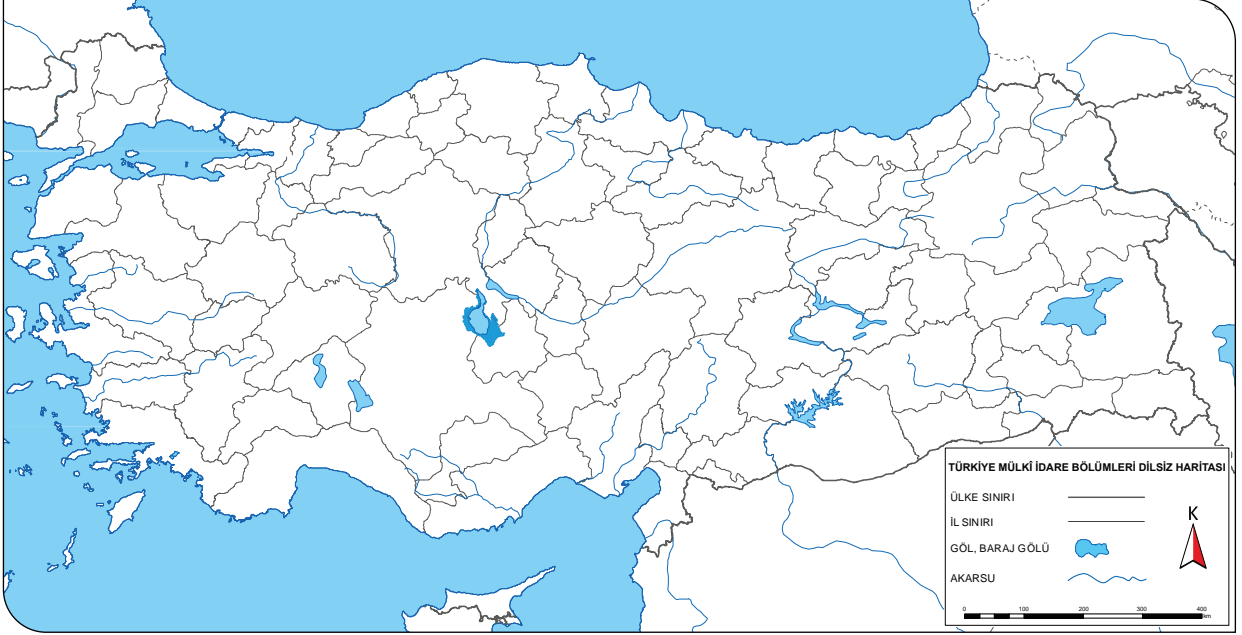 TÜRKİYE MÜLKÎ İDARE BÖLÜMLERİ DİLSİZ HARİTASI
ÜLKE SINIRI
İL SINIRI
GÖL, BARAJ GÖLÜ
AKARSU
K
0 100 200 300 400
km